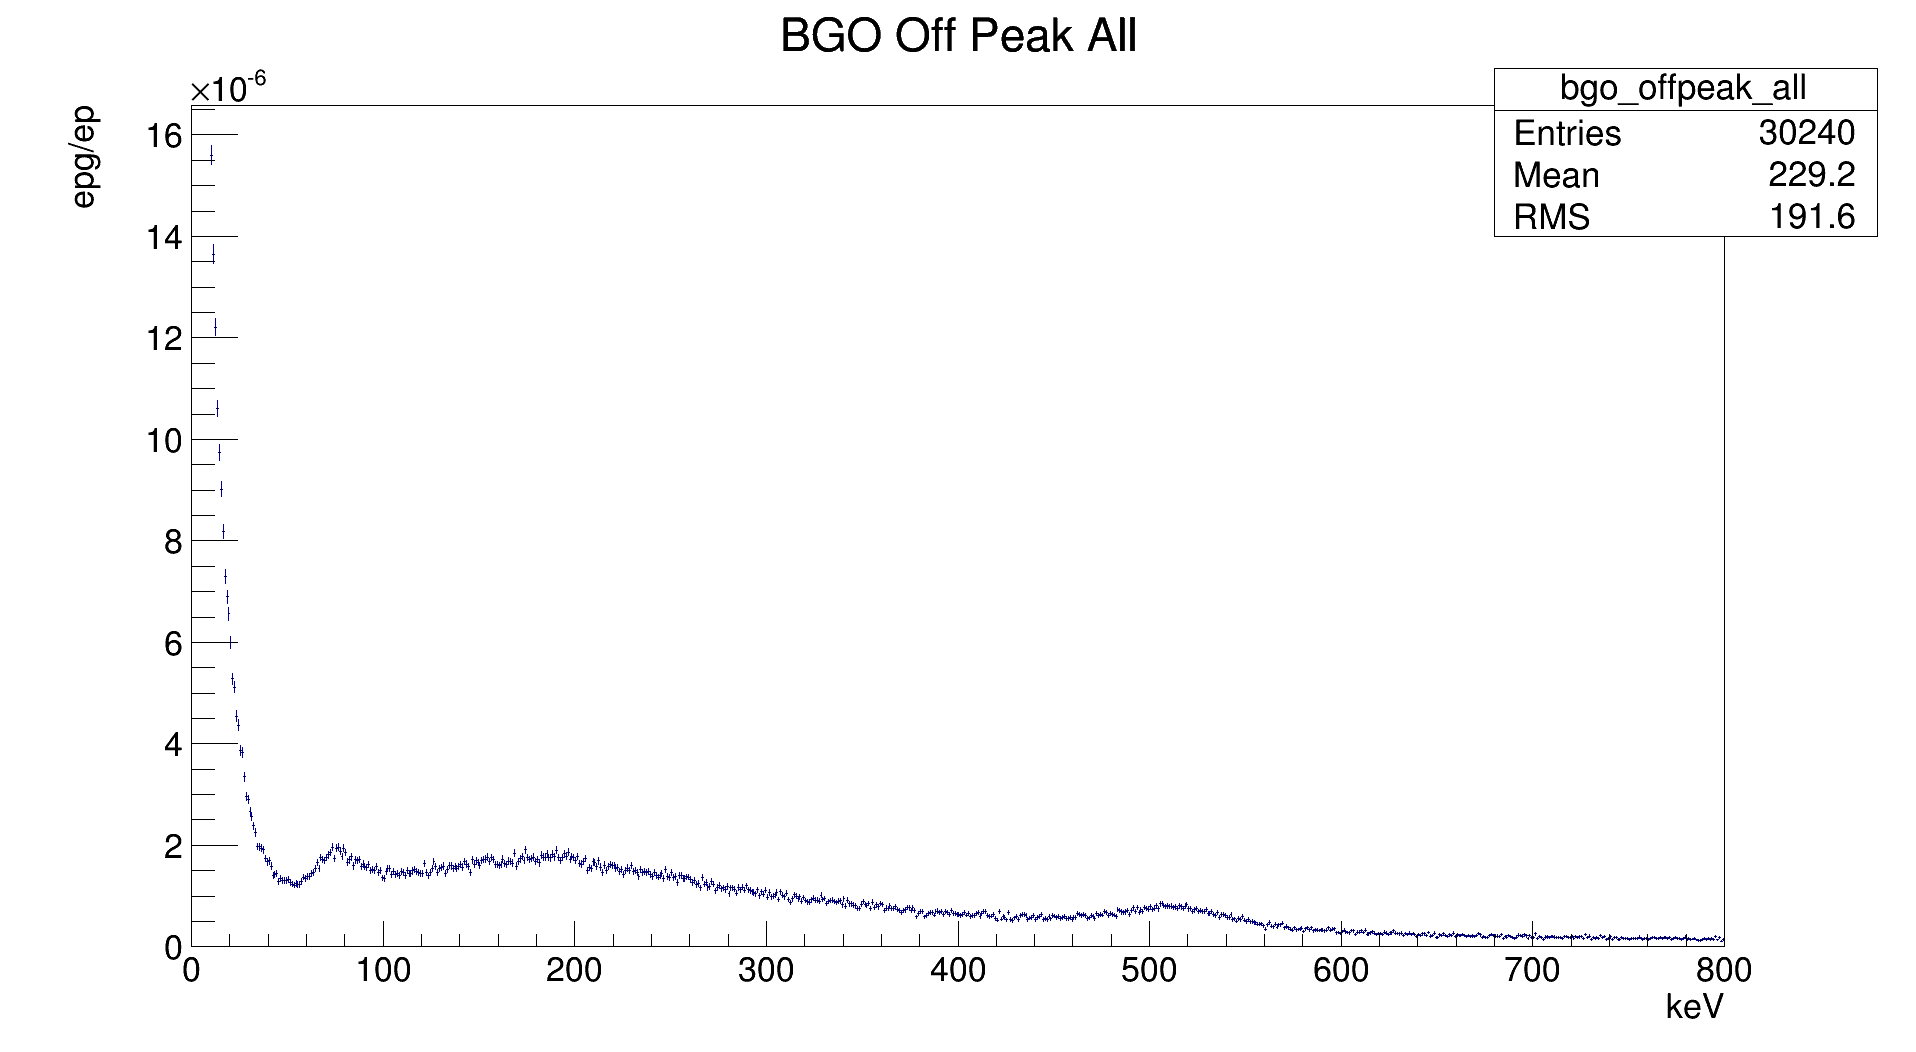 BGO Off Peak All
×10-6
epg/ep
bgo_offpeak_all
Entries 30240
Mean 229.2
RMS 191.6
16
14
12
10
8
6
4
2
0
0 100 200 300 400 500 600 700 800
keV